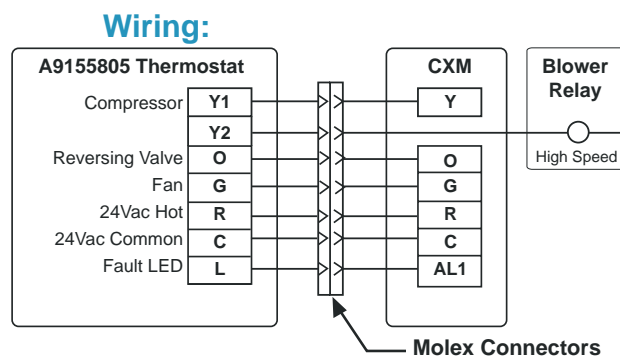 Wiring:
A9155805 Thermostat
CXM
Blower
Relay
Compressor Y1
Y
Y2
High Speed
Reversing Valve O
O
Fan G
G
24Vac Hot R
R
24Vac Common C
C
Fault LED L
AL1
Molex Connectors